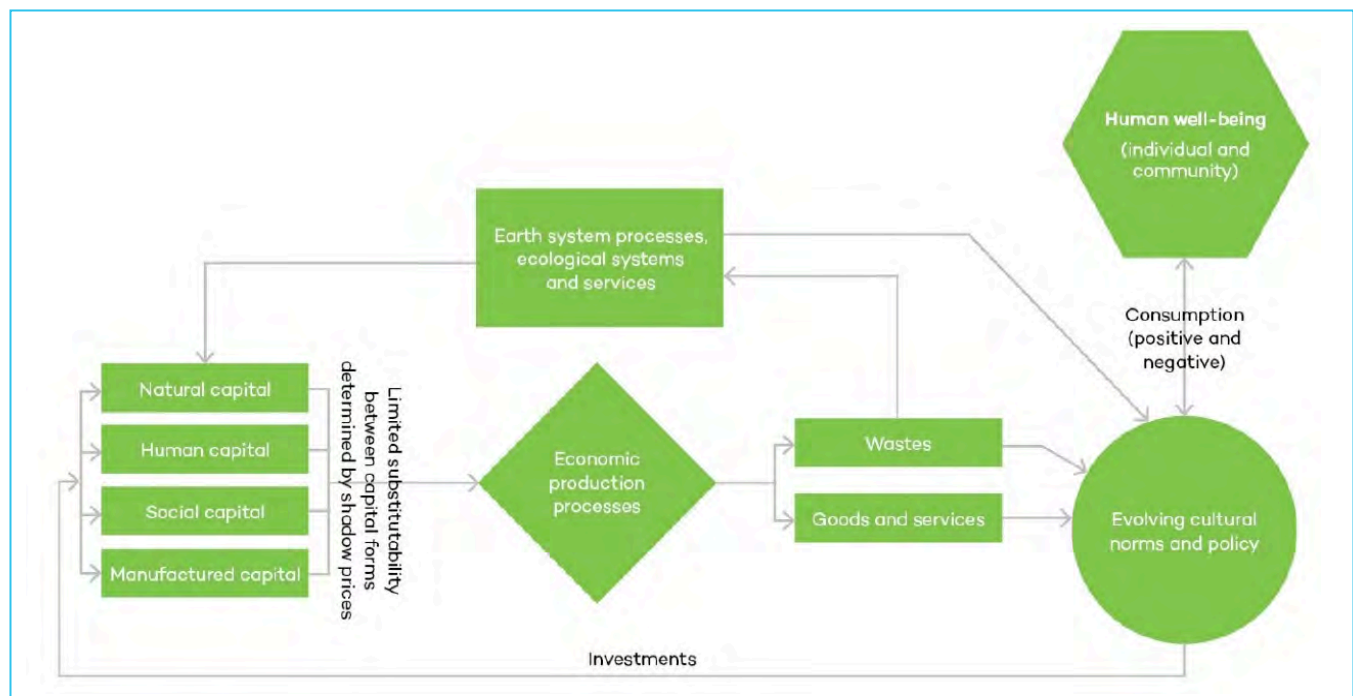 Human well-being
(individual and
community)
Earth system processes,
ecological systems
and services
Consumption
(positive and
negative)
Natural capital
Human capital
Social capital
Manufactured capital
Limited substitutability
between capital forms
determined by shadow prices
Economic
production
processes
Wastes
Goods and services
Evolving cultural
norms and policy
Investments